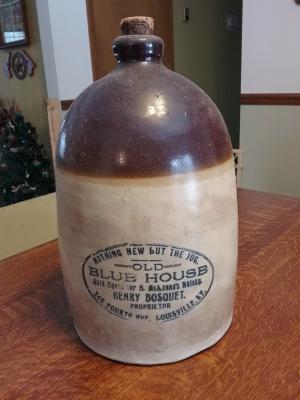 NOTHING NEW BUT THE JUG.
OLD
BLUE HOUSE
Sole Agent for H. McKenna's Whisky.
HENRY BOSQUET.
PROPRIETOR
248 FOURTH AVE, LOUISVILLE, KY.